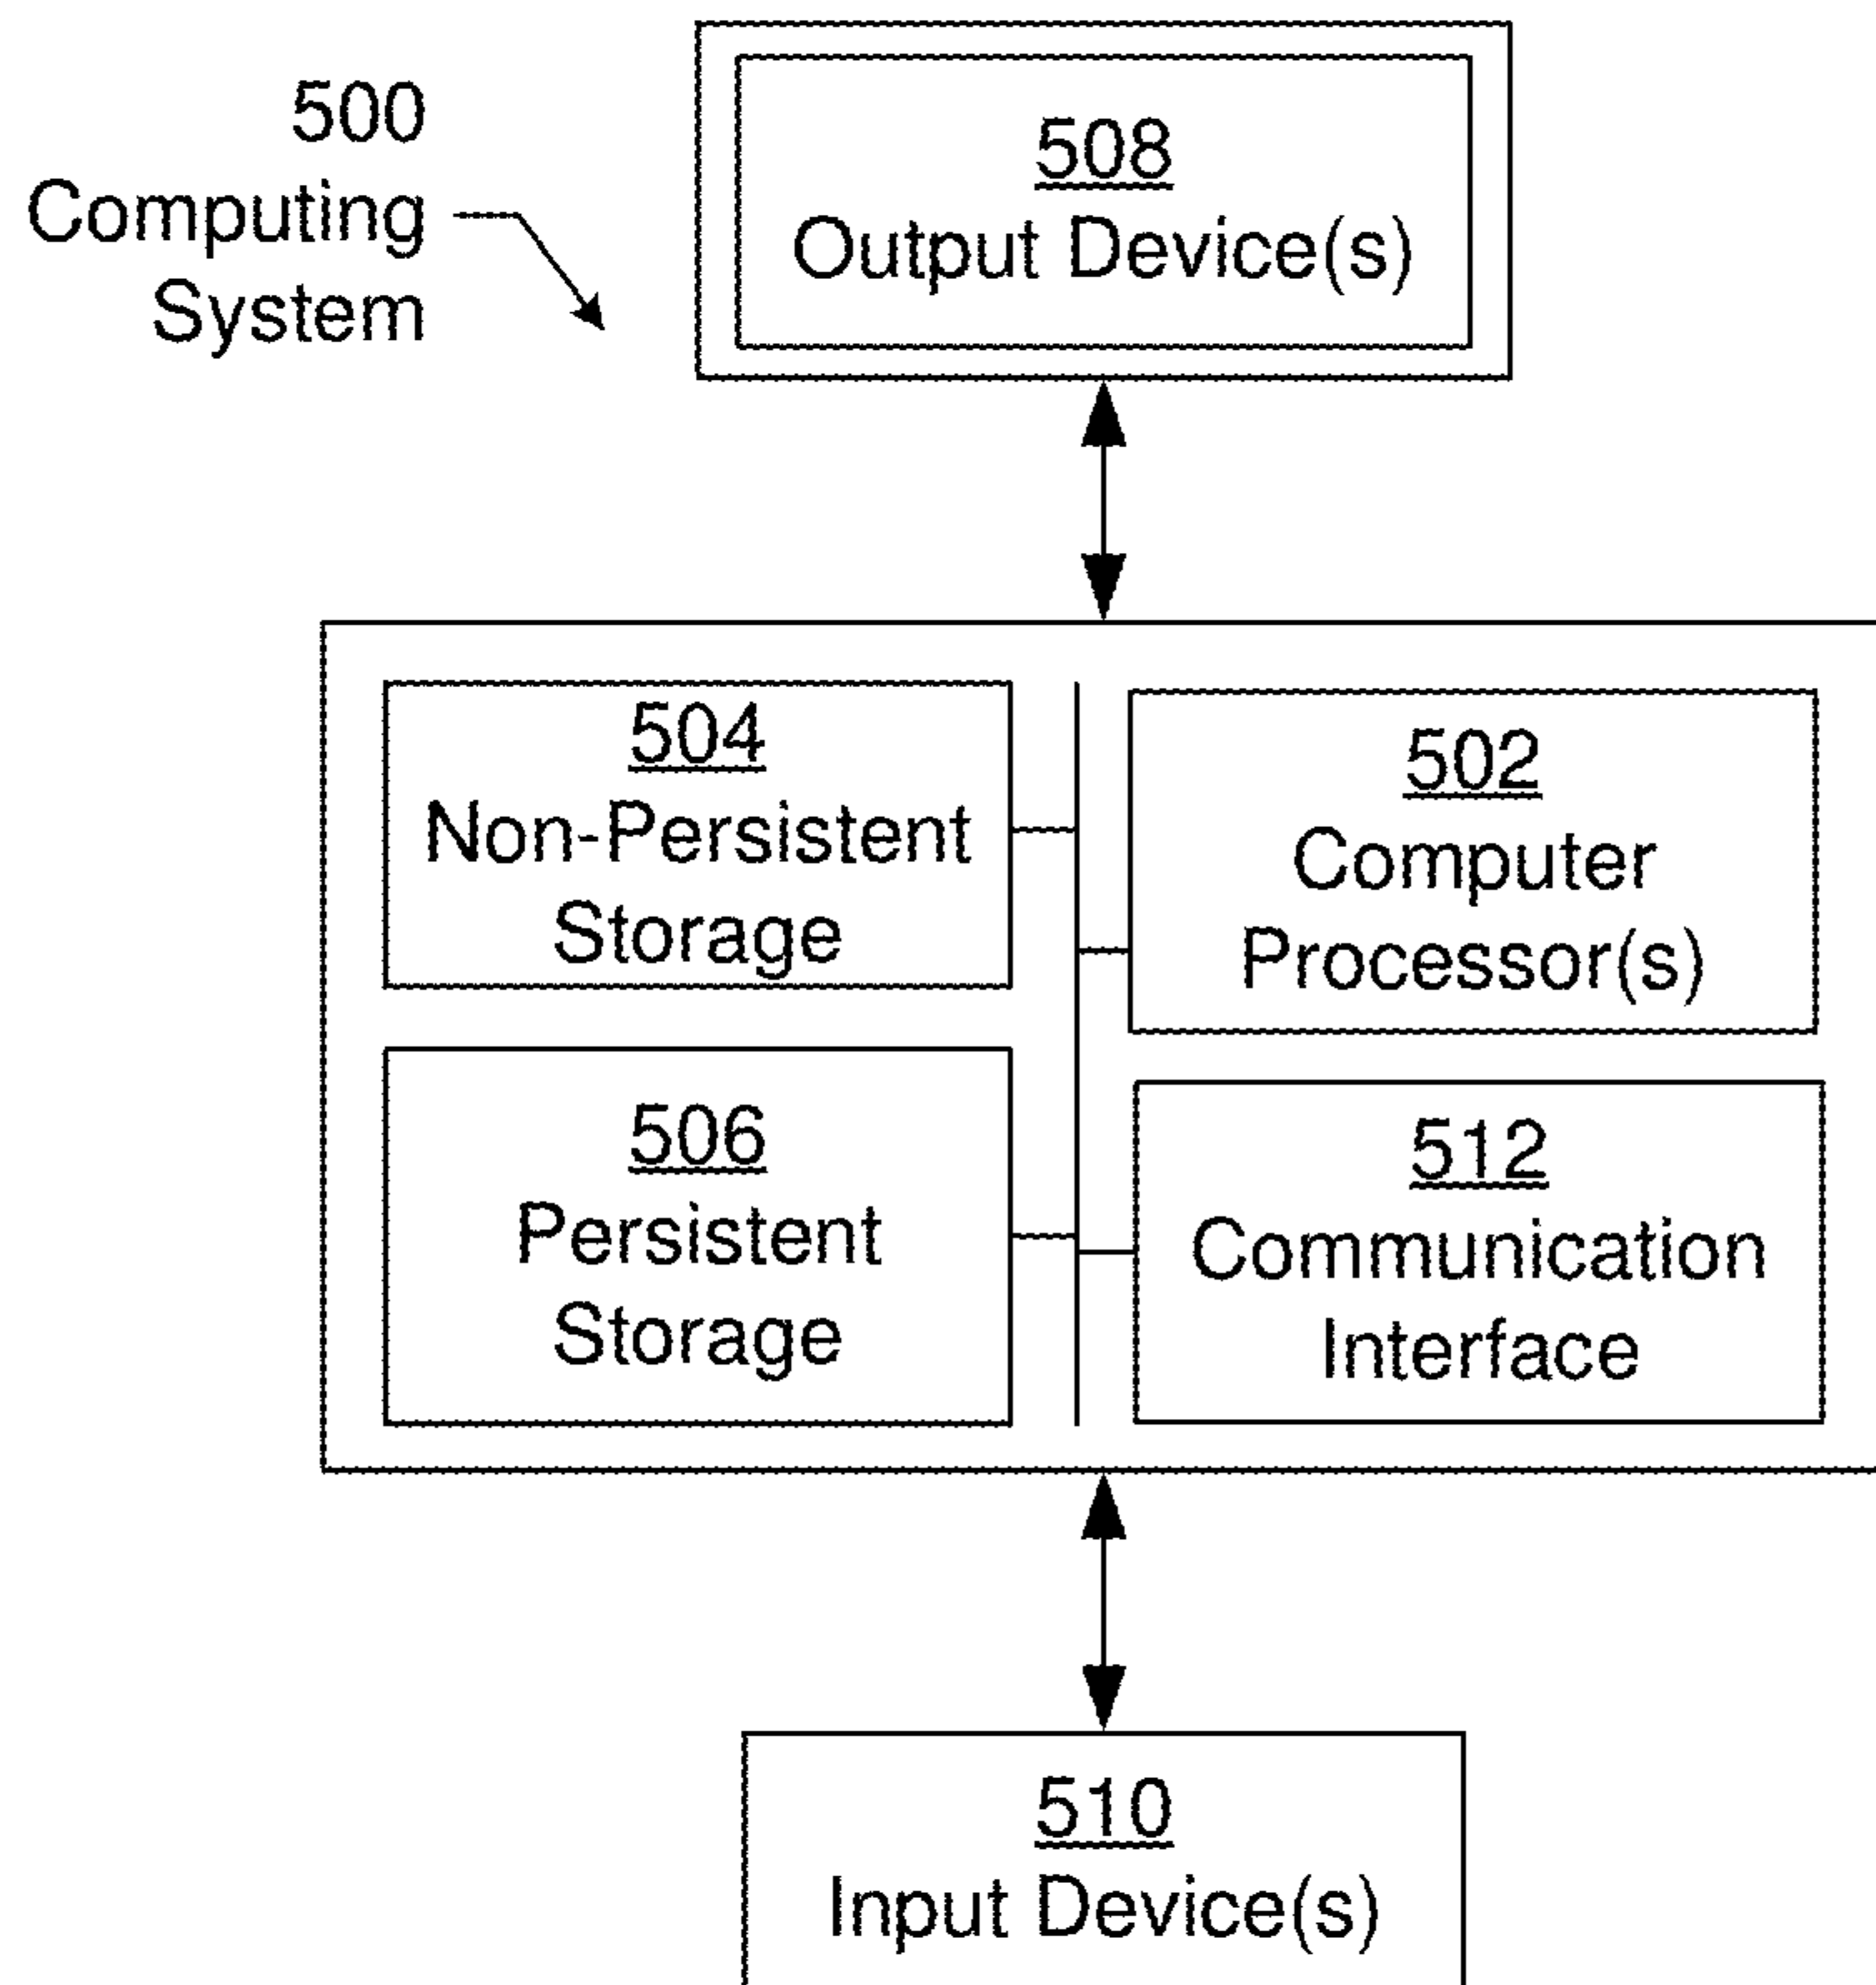 500
Computing
System
508
Output Device(s)
504
Non-Persistent
Storage
502
Computer
Processor(s)
506
Persistent
Storage
512
Communication
Interface
510
Input Device(s)